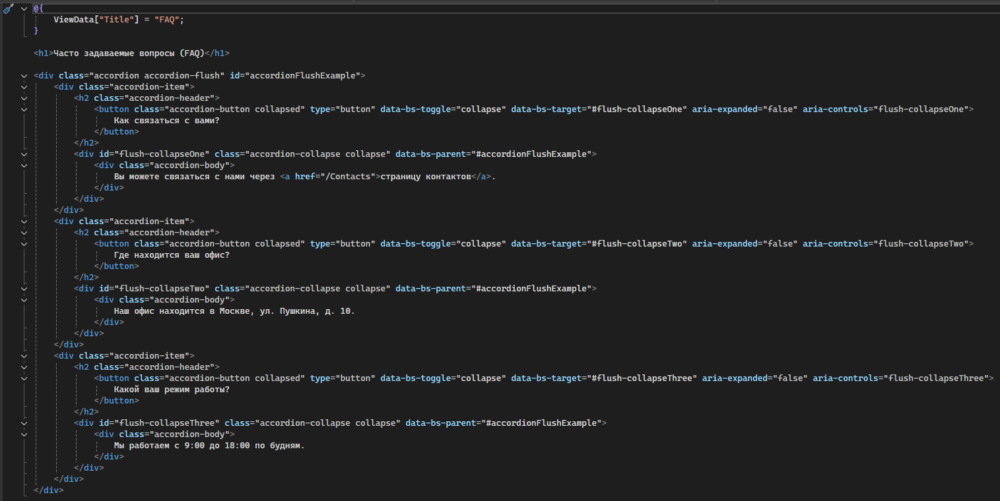 @{
    ViewData["Title"] = "FAQ";
}

<h1>Часто задаваемые вопросы (FAQ)</h1>

<div class="accordion accordion-flush" id="accordionFlushExample">
    <div class="accordion-item">
        <h2 class="accordion-header">
            <button class="accordion-button collapsed" type="button" data-bs-toggle="collapse" data-bs-target="#flush-collapseOne" aria-expanded="false" aria-controls="flush-collapseOne">
                Как связаться с вами?
            </button>
        </h2>
        <div id="flush-collapseOne" class="accordion-collapse collapse" data-bs-parent="#accordionFlushExample">
            <div class="accordion-body">
                Вы можете связаться с нами через <a href="/Contacts">страницу контактов</a>.
            </div>
        </div>
    </div>
    <div class="accordion-item">
        <h2 class="accordion-header">
            <button class="accordion-button collapsed" type="button" data-bs-toggle="collapse" data-bs-target="#flush-collapseTwo" aria-expanded="false" aria-controls="flush-collapseTwo">
                Где находится ваш офис?
            </button>
        </h2>
        <div id="flush-collapseTwo" class="accordion-collapse collapse" data-bs-parent="#accordionFlushExample">
            <div class="accordion-body">
                Наш офис находится в Москве, ул. Пушкина, д. 10.
            </div>
        </div>
    </div>
    <div class="accordion-item">
        <h2 class="accordion-header">
            <button class="accordion-button collapsed" type="button" data-bs-toggle="collapse" data-bs-target="#flush-collapseThree" aria-expanded="false" aria-controls="flush-collapseThree">
                Какой ваш режим работы?
            </button>
        </h2>
        <div id="flush-collapseThree" class="accordion-collapse collapse" data-bs-parent="#accordionFlushExample">
            <div class="accordion-body">
                Мы работаем с 9:00 до 18:00 по будням.
            </div>
        </div>
    </div>
</div>